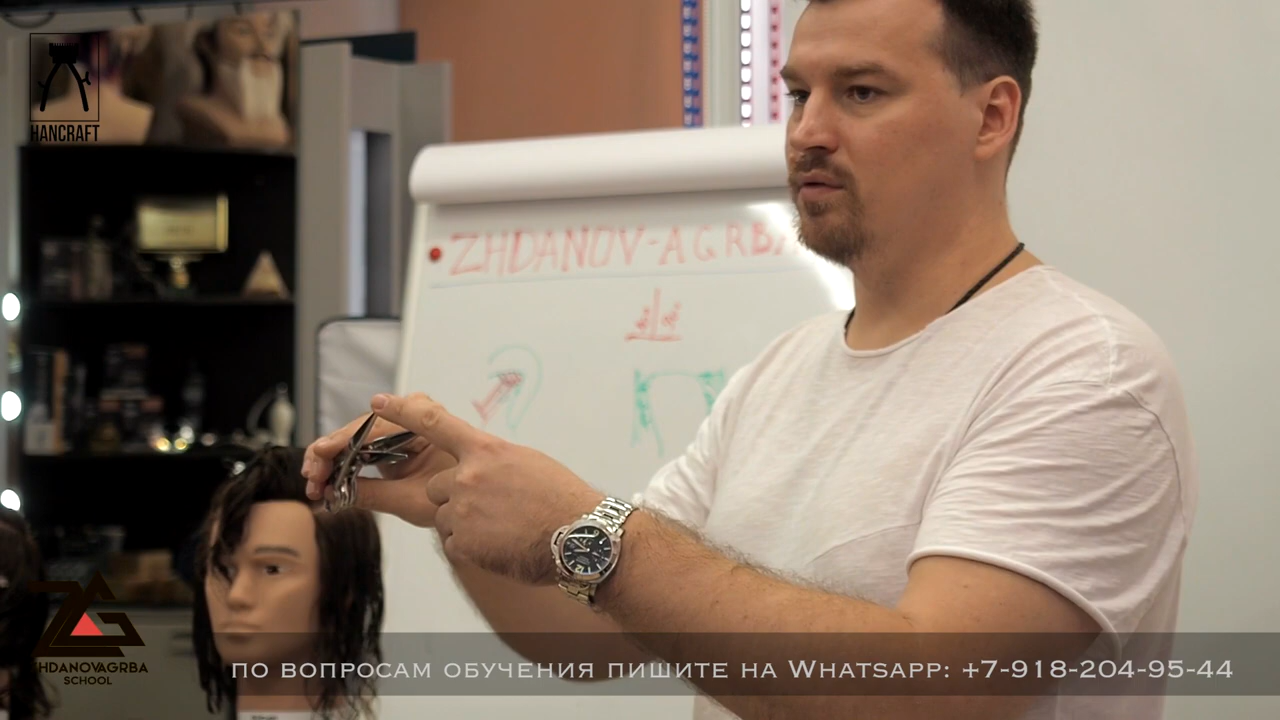 HANCRAFT
ZHDANOV-AGRBA
ZHDANOVAGRBA
SCHOOL
ПО ВОПРОСАМ ОБУЧЕНИЯ ПИШИТЕ НА WHATSAPP: +7-918-204-95-44